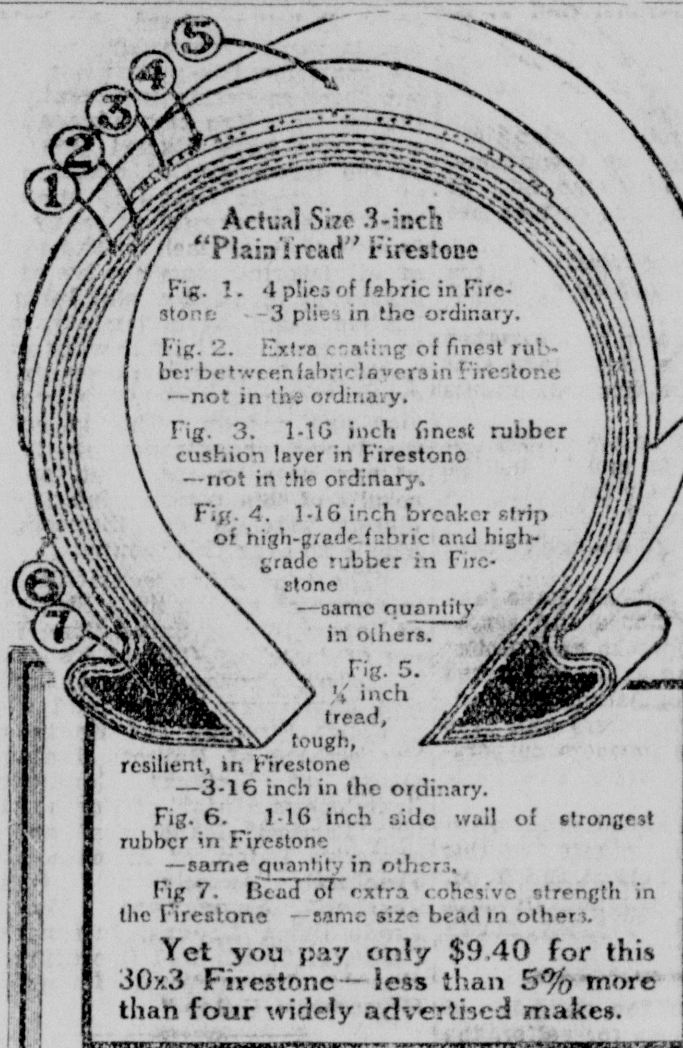 5
4
3
2
1
Actual Size 3-inch
"Plain Tread" Firestone
Fig. 1. 4 plies of fabric in Fire-
stone —3 plies in the ordinary.
Fig. 2. Extra coating of finest rub-
ber between fabric layers in Firestone
—not in the ordinary.
Fig. 3. 1-16 inch finest rubber
cushion layer in Firestone
—not in the ordinary.
Fig. 4. 1-16 inch breaker strip
of high-grade fabric and high-
grade rubber in Fire-
stone
—same quantity
in others.
6
7
Fig. 5.
¼ inch
tread,
tough,
resilient, in Firestone
—3-16 inch in the ordinary.
Fig. 6. 1-16 inch side wall of strongest
rubber in Firestone
—same quantity in others.
Fig 7. Bead of extra cohesive strength in
the Firestone —same size bead in others.
Yet you pay only $9.40 for this
30x3 Firestone—less than 5% more
than four widely advertised makes.